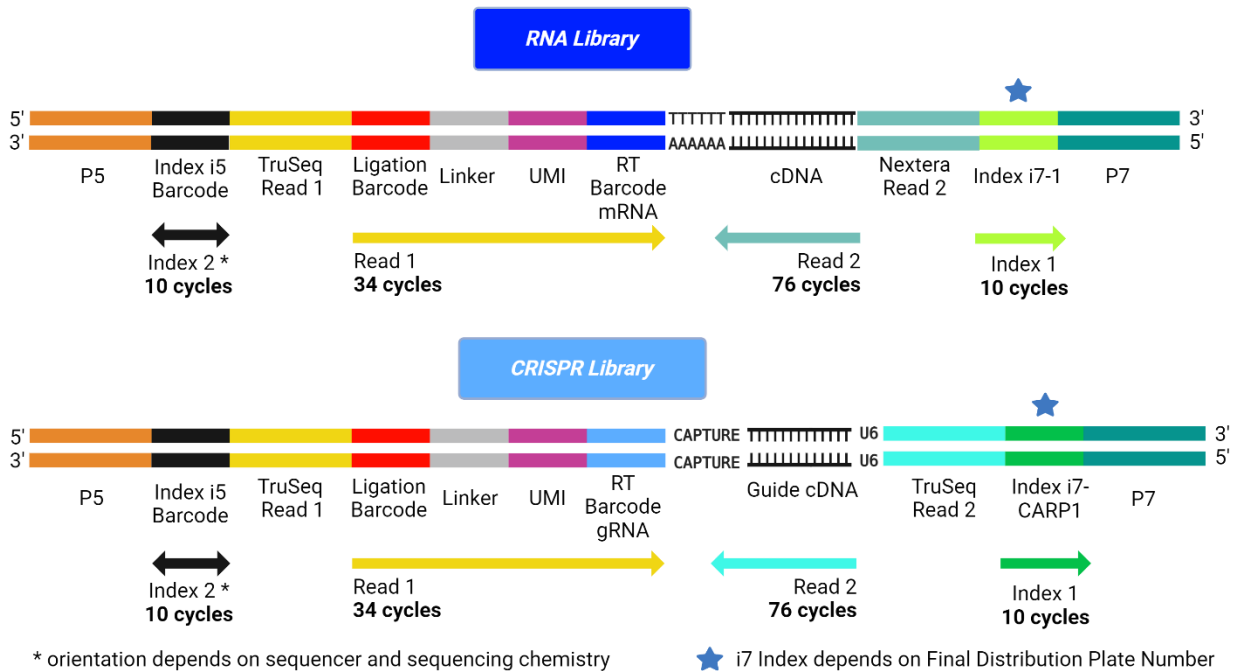 RNA Library
5' TTTTTT 3'
3' AAAAAA 5'
P5
Index i5
Barcode
TruSeq
Read 1
Ligation
Barcode
Linker
UMI
RT
Barcode
mRNA
cDNA
Nextera
Read 2
Index i7-1
P7
Index 2 *
10 cycles
Read 1
34 cycles
Read 2
76 cycles
Index 1
10 cycles
CRISPR Library
5' CAPTURE U6 3'
3' CAPTURE U6 5'
P5
Index i5
Barcode
TruSeq
Read 1
Ligation
Barcode
Linker
UMI
RT
Barcode
gRNA
Guide cDNA
TruSeq
Read 2
Index i7-
CARP1
P7
Index 2 *
10 cycles
Read 1
34 cycles
Read 2
76 cycles
Index 1
10 cycles
* orientation depends on sequencer and sequencing chemistry
i7 Index depends on Final Distribution Plate Number